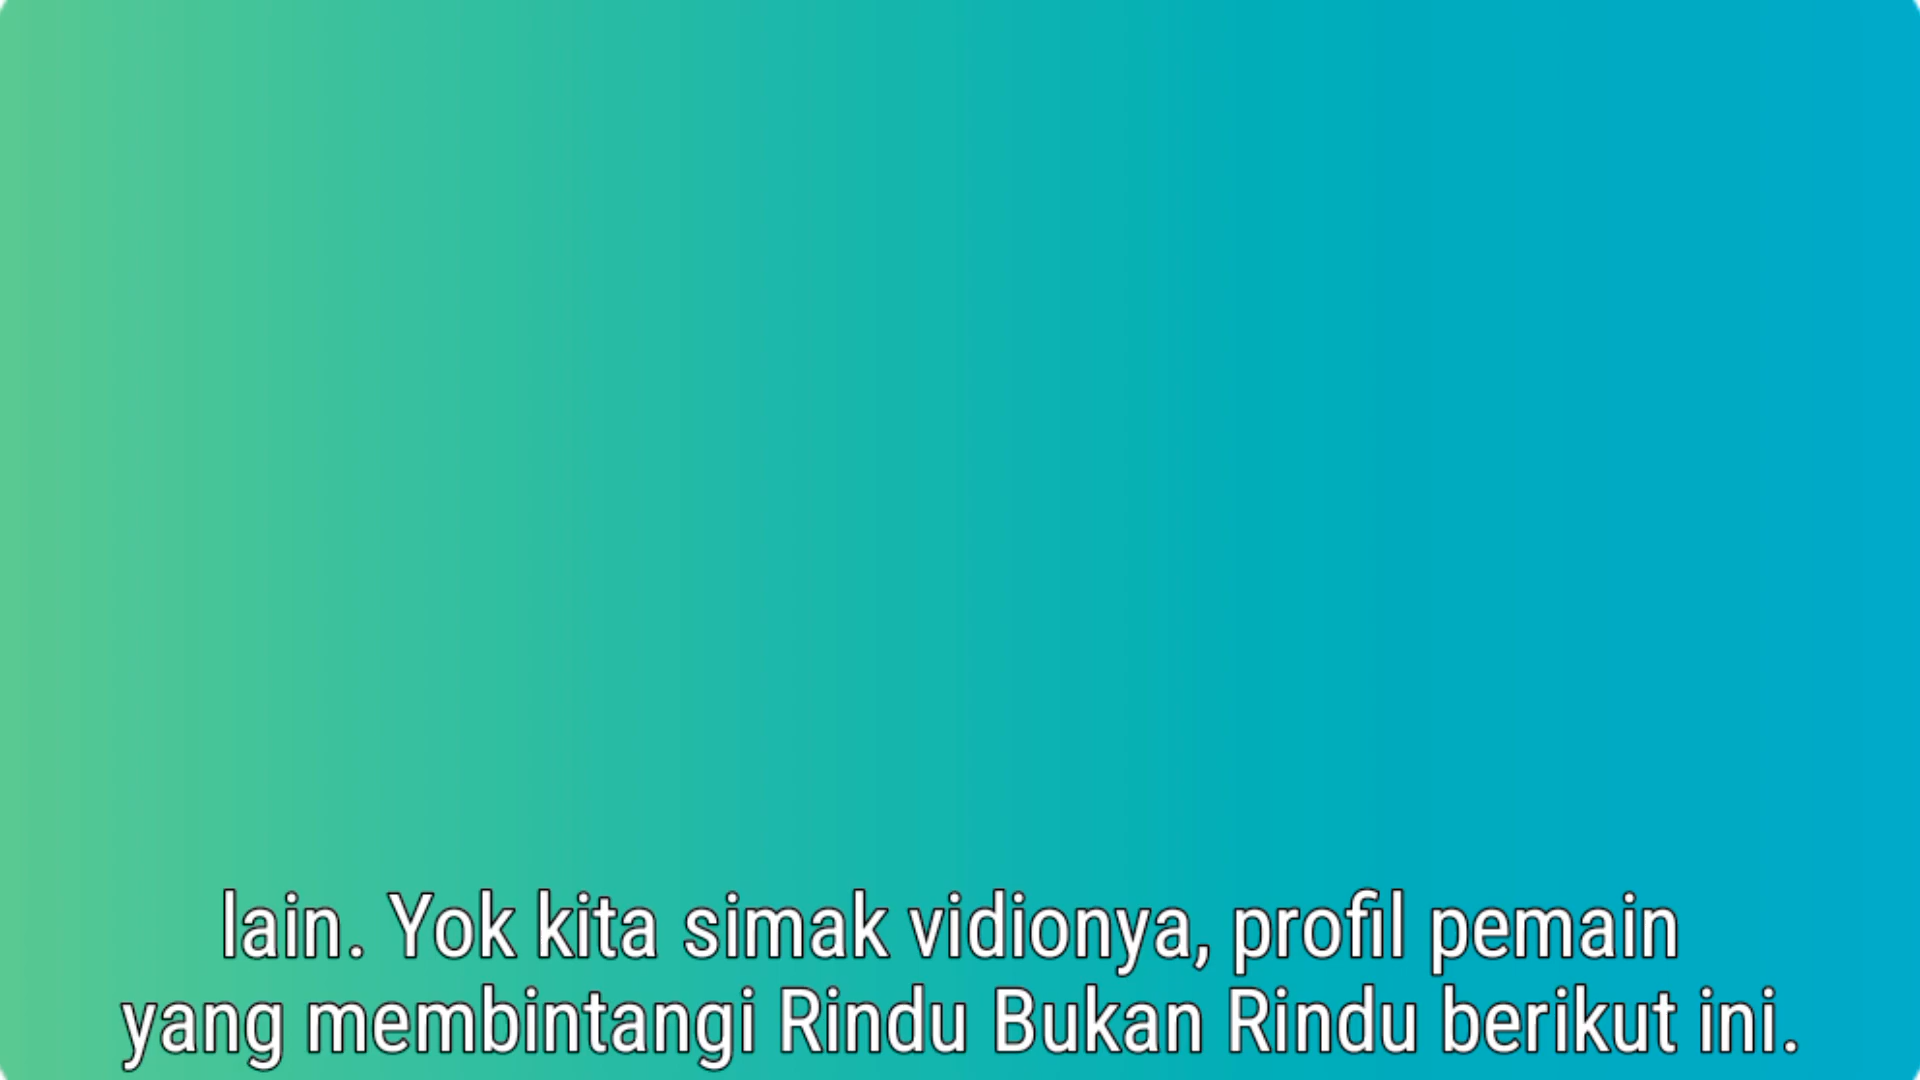 lain. Yok kita simak vidionya, profil pemain
yang membintangi Rindu Bukan Rindu berikut ini.